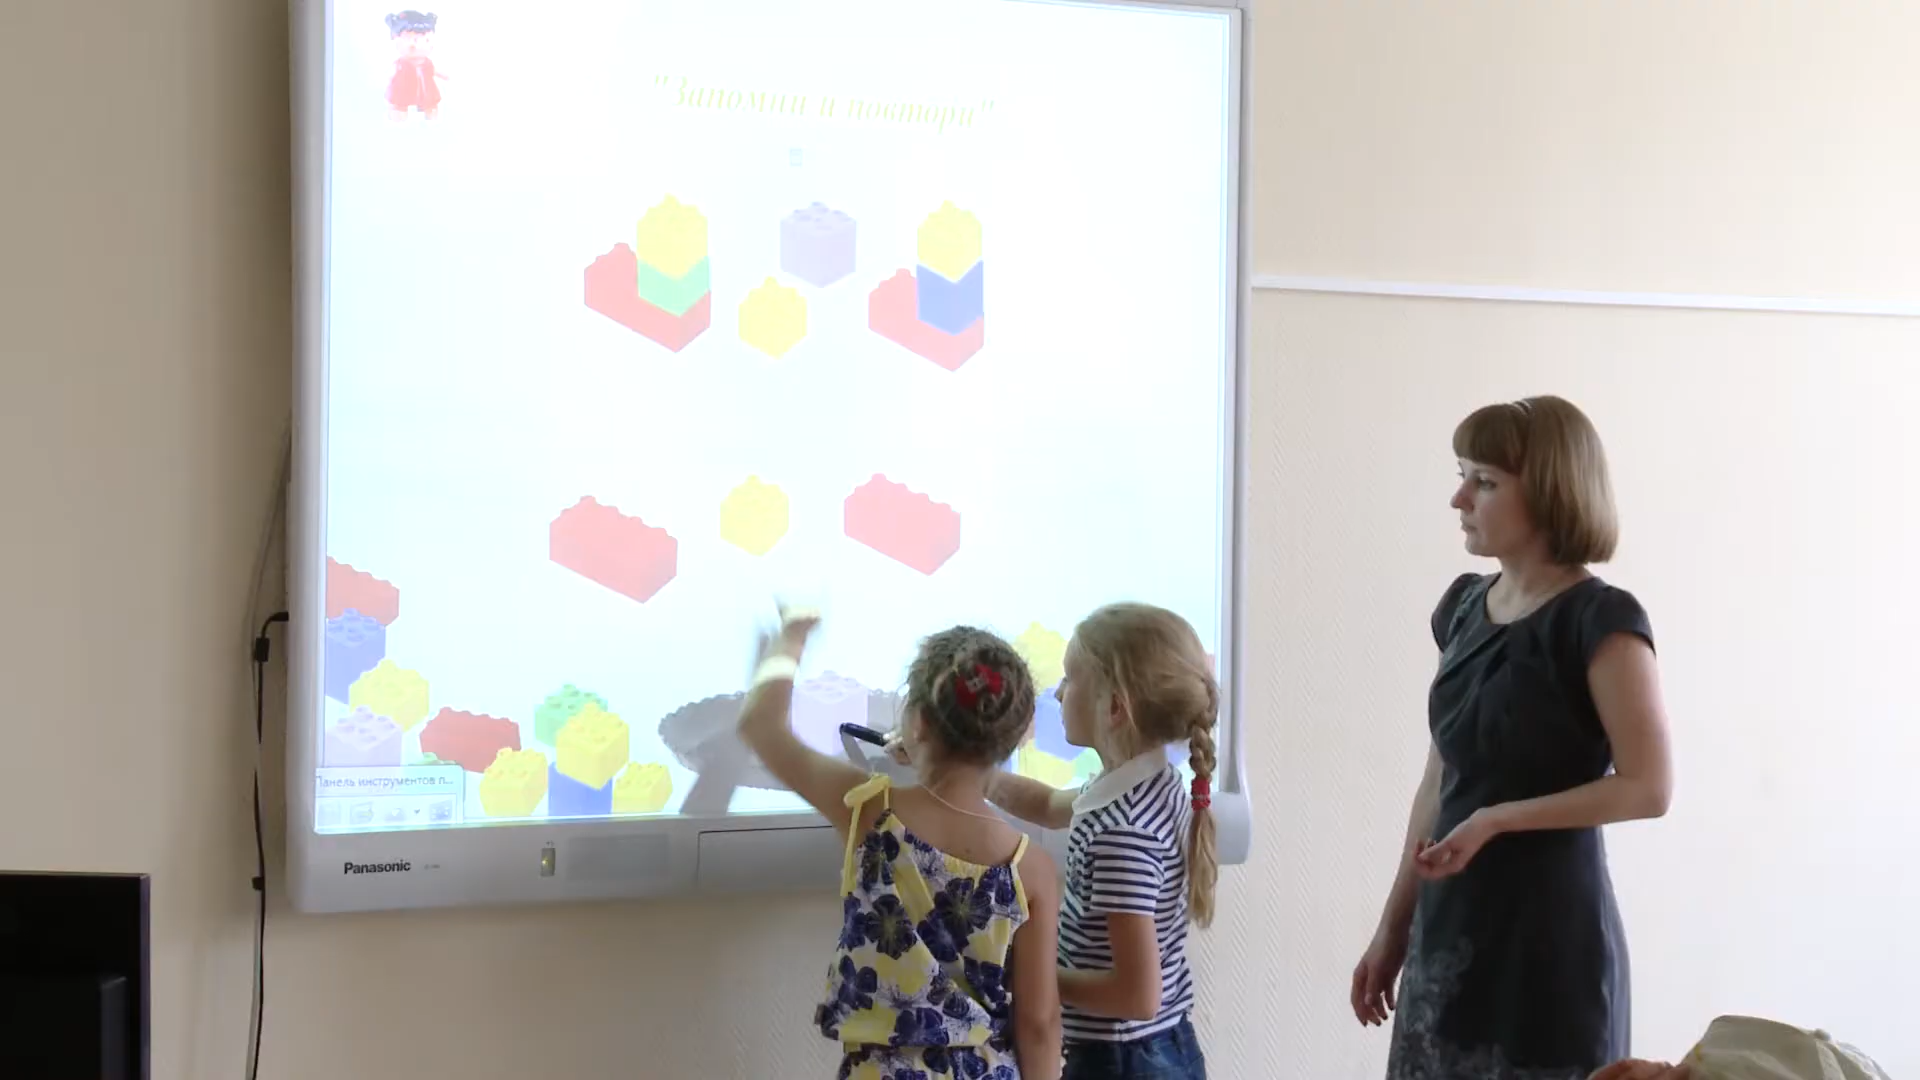 "Запомни и повтори"
Панель инструментов п...
Panasonic